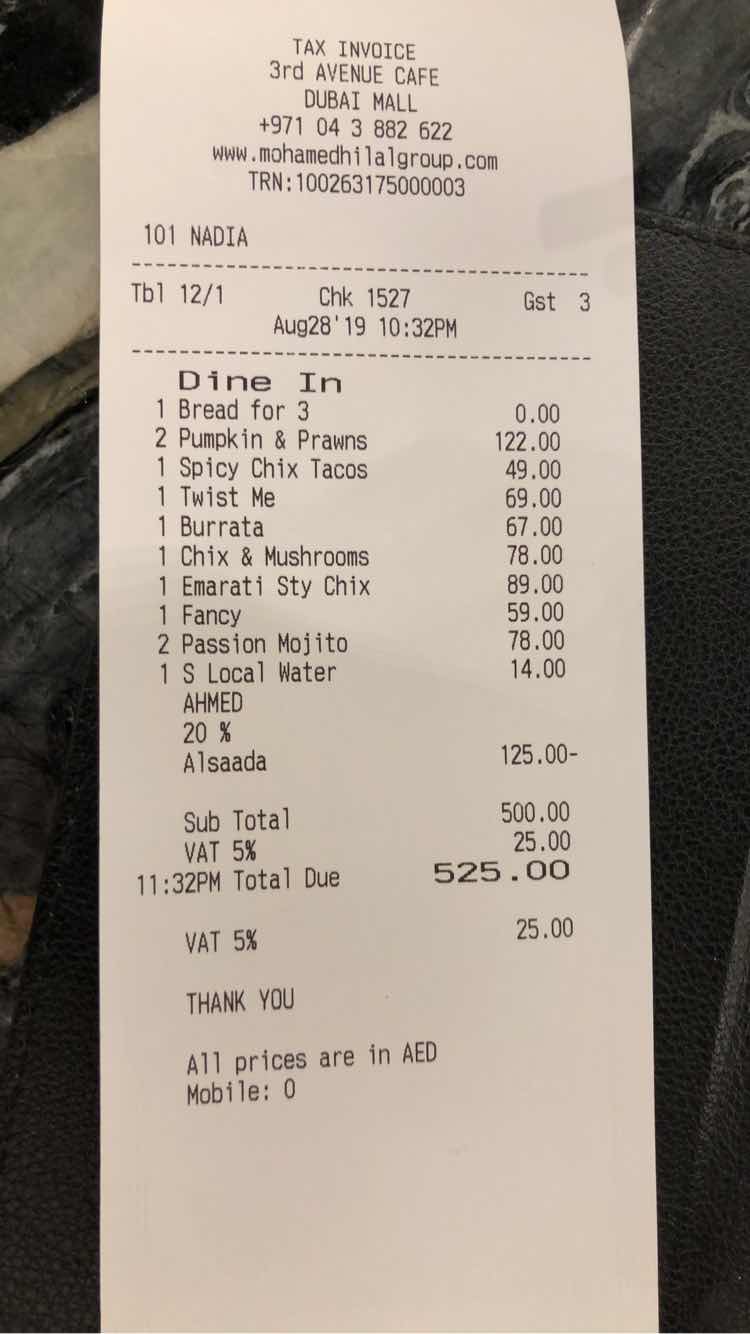 TAX INVOICE
3rd AVENUE CAFE
DUBAI MALL
+971 04 3 882 622
www.mohamedhilalgroup.com
TRN:100263175000003
101 NADIA
Tbl 12/1 Chk 1527 Gst 3
Aug28'19 10:32PM
Dine In
1 Bread for 3 0.00
2 Pumpkin & Prawns 122.00
1 Spicy Chix Tacos 49.00
1 Twist Me 69.00
1 Burrata 67.00
1 Chix & Mushrooms 78.00
1 Emarati Sty Chix 89.00
1 Fancy 59.00
2 Passion Mojito 78.00
1 S Local Water 14.00
AHMED
20 %
Alsaada 125.00-
Sub Total 500.00
VAT 5% 25.00
11:32PM Total Due 525.00
VAT 5% 25.00
THANK YOU
All prices are in AED
Mobile: 0